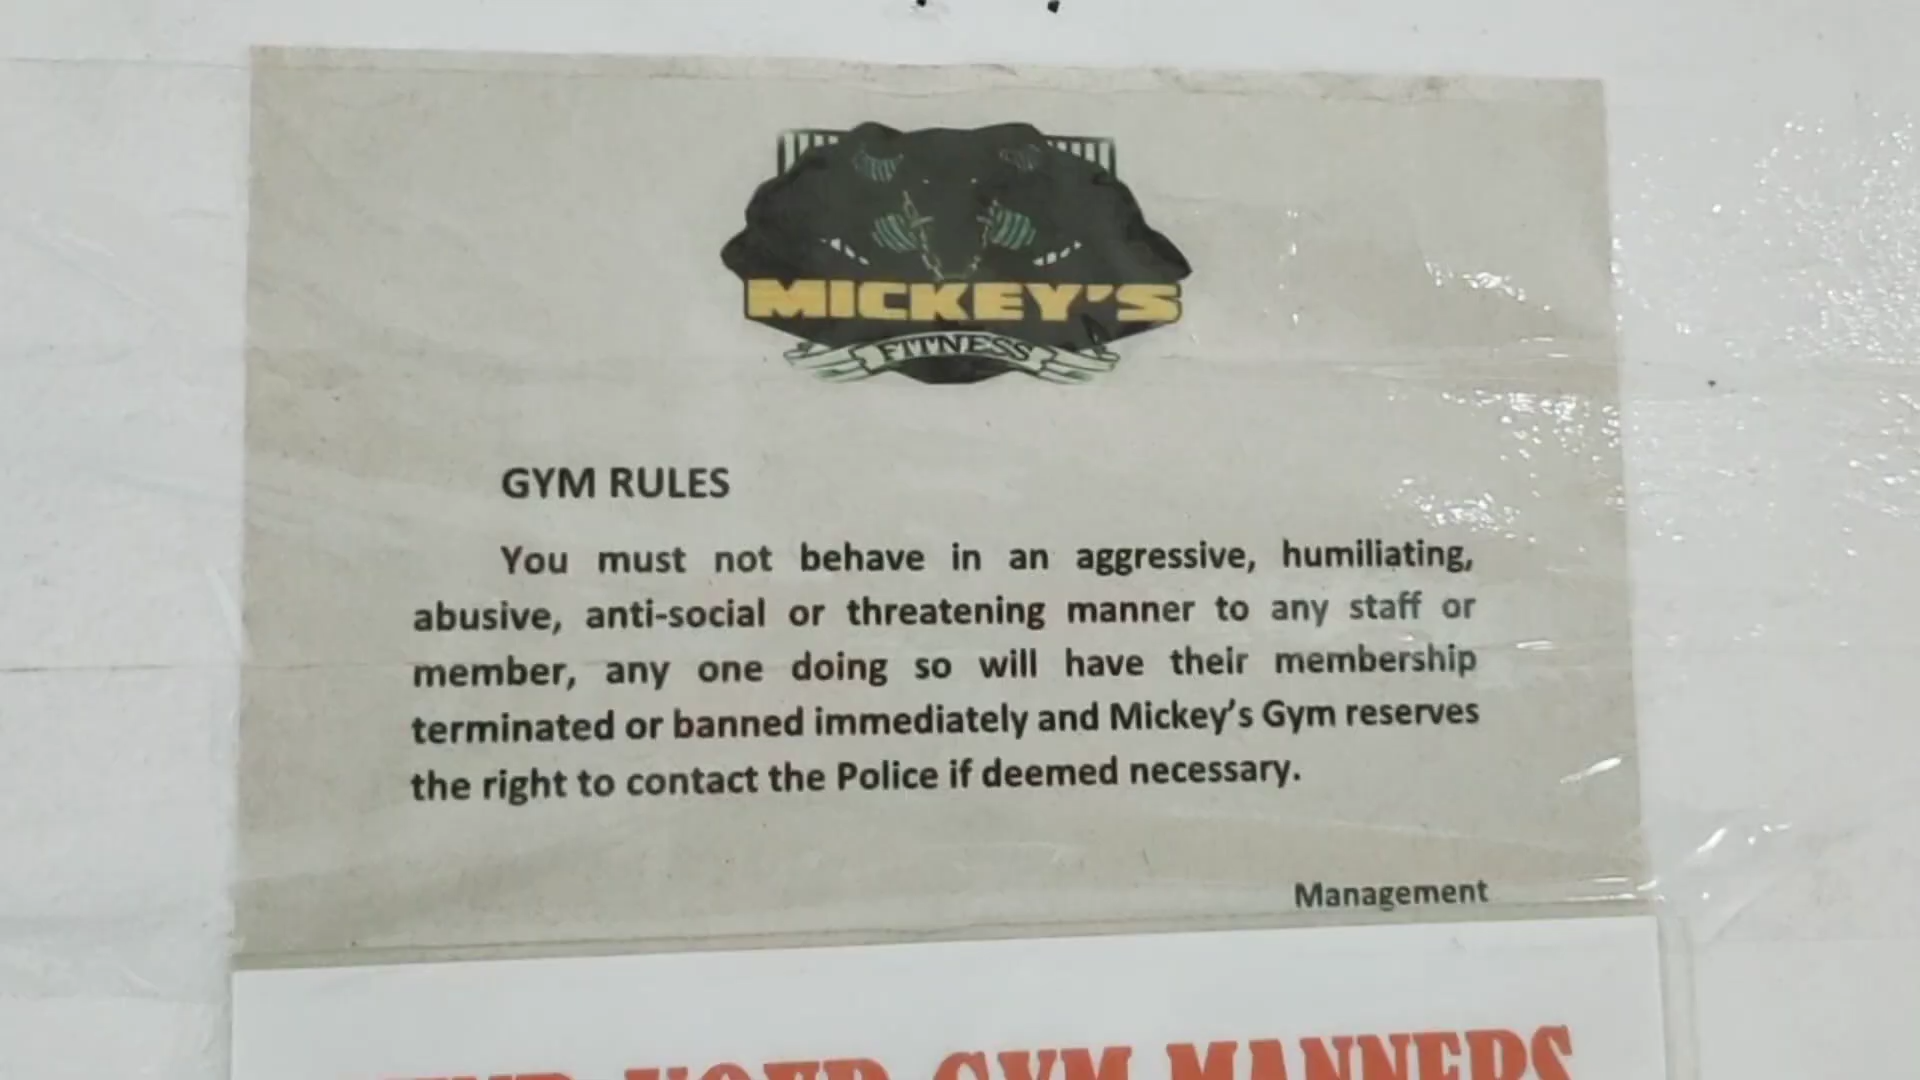 MICKEY'S
FITNESS
GYM RULES
You must not behave in an aggressive, humiliating,
abusive, anti-social or threatening manner to any staff or
member, any one doing so will have their membership
terminated or banned immediately and Mickey's Gym reserves
the right to contact the Police if deemed necessary.
Management
YOUR GYM MANNERS